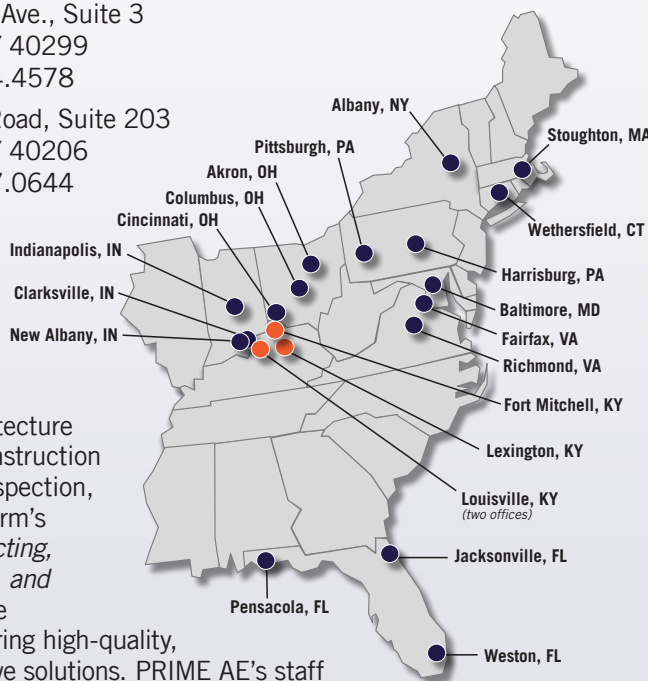 Ave., Suite 3
40299
.4578
Road, Suite 203
40206
.0644
tecture
nstruction
spection,
rm's
cting,
and
e
ring high-quality,
ve solutions. PRIME AE's staff
Albany, NY
Stoughton, MA
Pittsburgh, PA
Akron, OH
Columbus, OH
Cincinnati, OH
Wethersfield, CT
Indianapolis, IN
Harrisburg, PA
Clarksville, IN
Baltimore, MD
New Albany, IN
Fairfax, VA
Richmond, VA
Fort Mitchell, KY
Lexington, KY
Louisville, KY
(two offices)
Jacksonville, FL
Pensacola, FL
Weston, FL